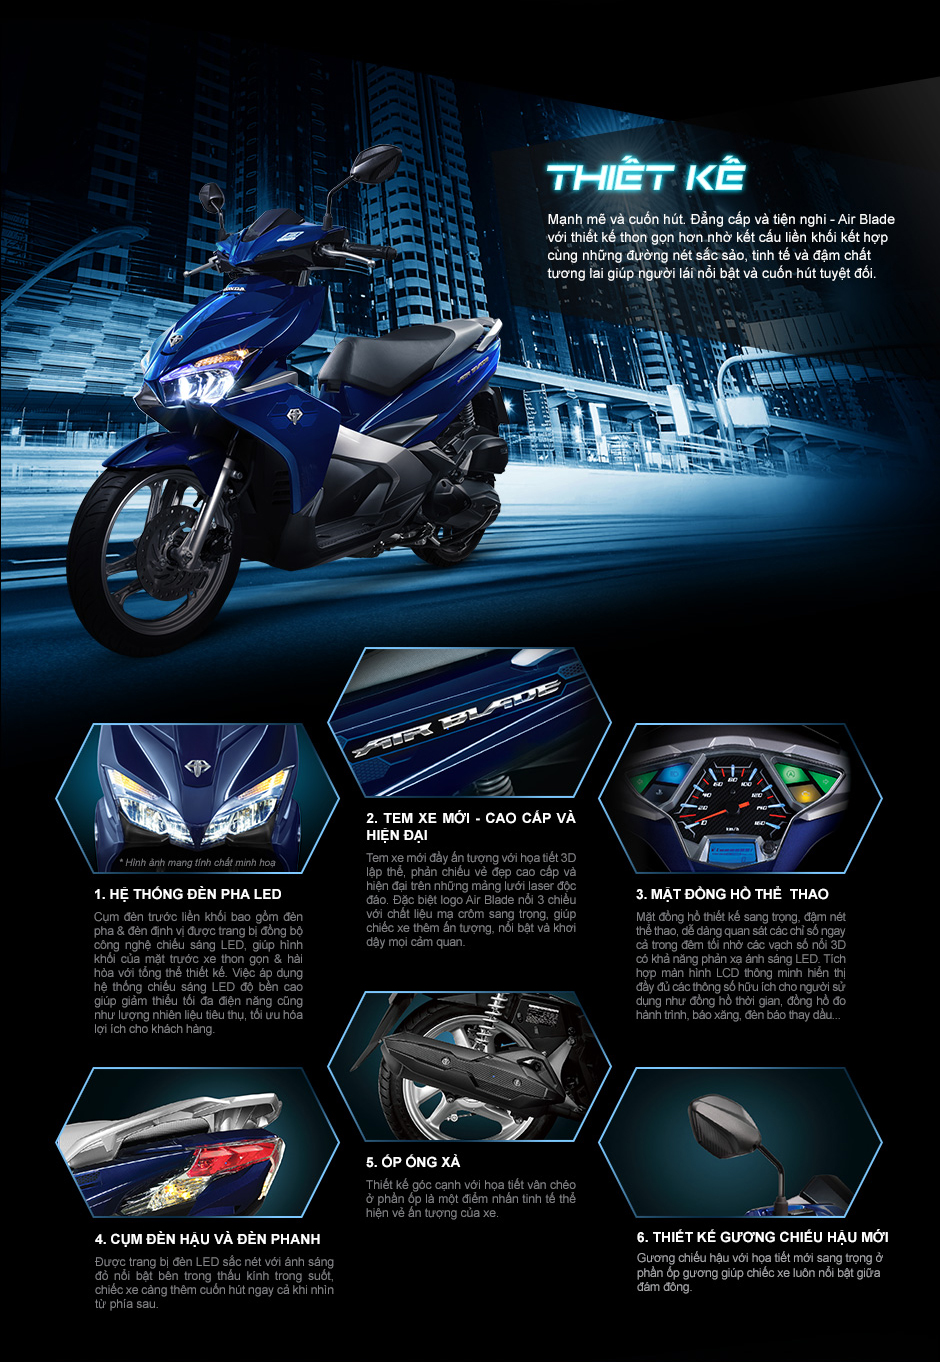 THIẾT KẾ
Mạnh mẽ và cuốn hút. Đẳng cấp và tiện nghi - Air Blade
với thiết kế thon gọn hơn nhờ kết cấu liền khối kết hợp
cùng những đường nét sắc sảo, tinh tế và đậm chất
tương lai giúp người lái nổi bật và cuốn hút tuyệt đối.
HONDA
* Hình ảnh mang tính chất minh hoạ
1. HỆ THỐNG ĐÈN PHA LED
Cụm đèn trước liền khối bao gồm đèn
pha & đèn định vị được trang bị đồng bộ
công nghệ chiếu sáng LED, giúp hình
khối của mặt trước xe thon gọn & hài
hòa với tổng thể thiết kế. Việc áp dụng
hệ thống chiếu sáng LED độ bền cao
giúp giảm thiểu tối đa điện năng cũng
như lượng nhiên liệu tiêu thụ, tối ưu hóa
lợi ích cho khách hàng.
AIR BLADE
2. TEM XE MỚI - CAO CẤP VÀ
HIỆN ĐẠI
Tem xe mới đầy ấn tượng với họa tiết 3D
lập thể, phản chiếu vẻ đẹp cao cấp và
hiện đại trên những mảng lưới laser độc
đáo. Đặc biệt logo Air Blade nổi 3 chiều
với chất liệu mạ crôm sang trọng, giúp
chiếc xe thêm ấn tượng, nổi bật và khơi
dậy mọi cảm quan.
km/h
3. MẶT ĐỒNG HỒ THỂ THAO
Mặt đồng hồ thiết kế sang trọng, đậm nét
thể thao, dễ dàng quan sát các chỉ số ngay
cả trong đêm tối nhờ các vạch số nổi 3D
có khả năng phản xạ ánh sáng LED. Tích
hợp màn hình LCD thông minh hiển thị
đầy đủ các thông số hữu ích cho người sử
dụng như đồng hồ thời gian, đồng hồ đo
hành trình, báo xăng, đèn báo thay dầu...
4. CỤM ĐÈN HẬU VÀ ĐÈN PHANH
Được trang bị đèn LED sắc nét với ánh sáng
đỏ nổi bật bên trong thấu kính trong suốt,
chiếc xe càng thêm cuốn hút ngay cả khi nhìn
từ phía sau.
5. ỐP ỐNG XẢ
Thiết kế góc cạnh với họa tiết vân chéo
ở phần ốp là một điểm nhấn tinh tế thể
hiện vẻ ấn tượng của xe.
6. THIẾT KẾ GƯƠNG CHIẾU HẬU MỚI
Gương chiếu hậu với họa tiết mới sang trọng ở
phần ốp gương giúp chiếc xe luôn nổi bật giữa
đám đông.